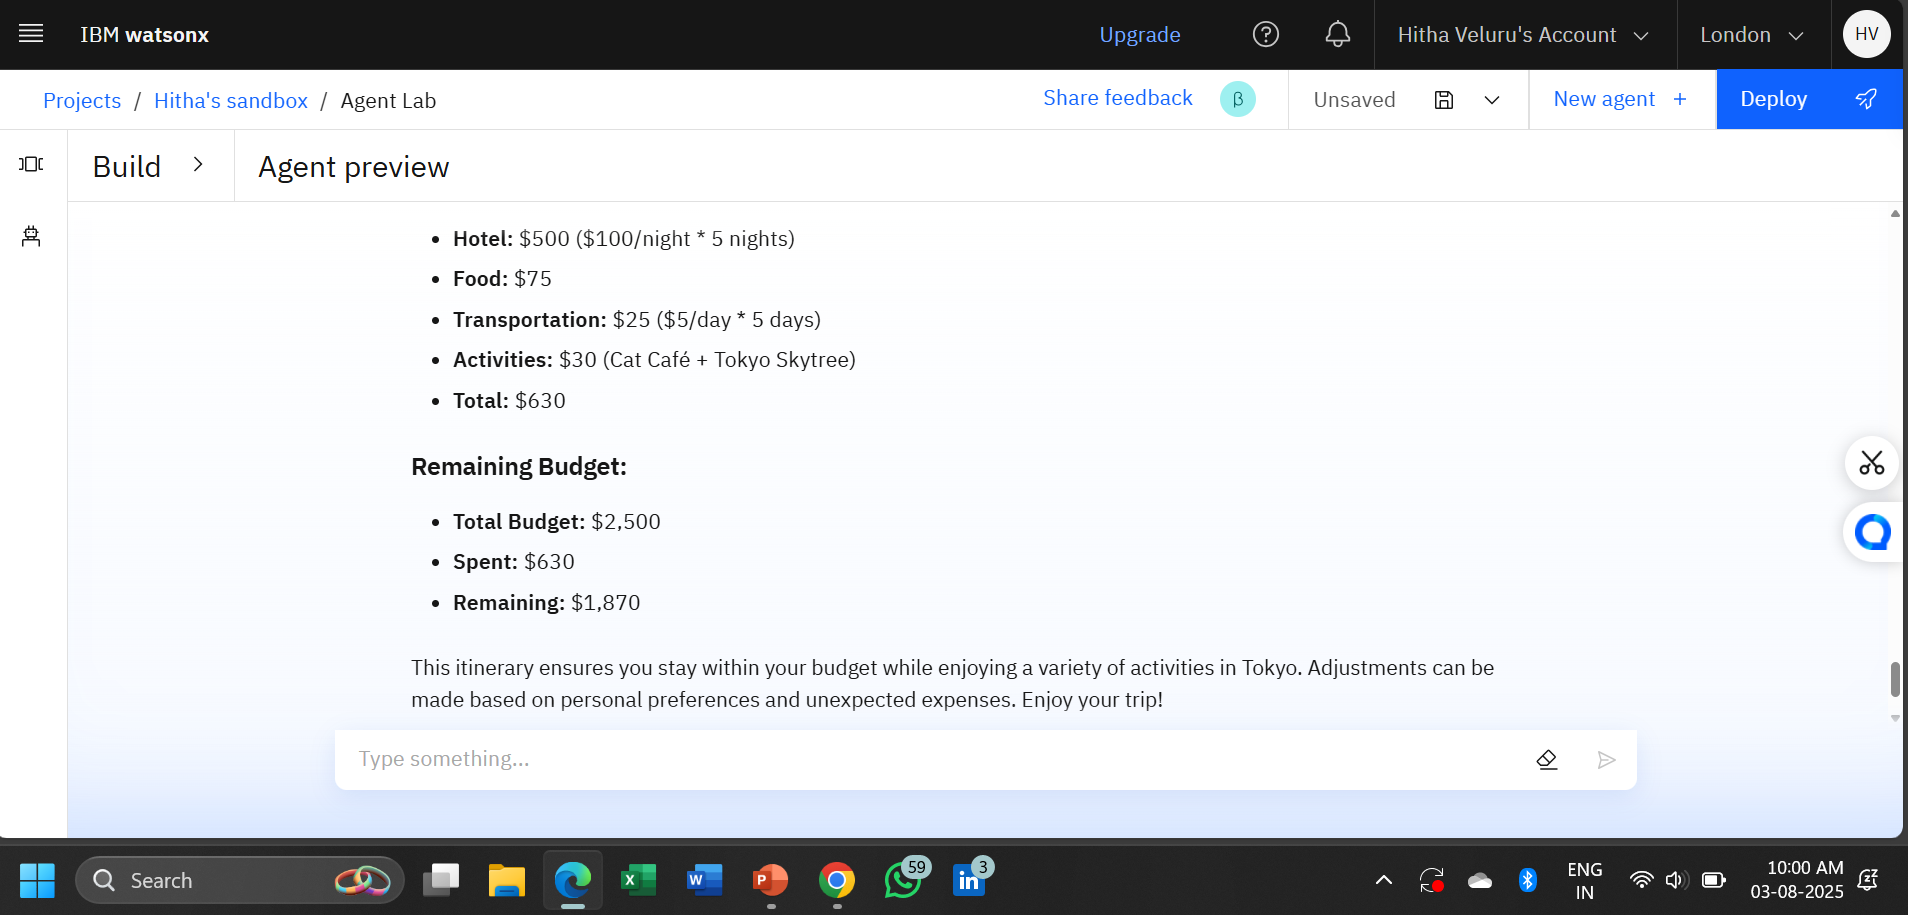 IBM watsonx
Upgrade
Hitha Veluru's Account
London
HV
Projects / Hitha's sandbox / Agent Lab
Share feedback
β
Unsaved
New agent +
Deploy
Build
Agent preview
• Hotel: $500 ($100/night * 5 nights)
• Food: $75
• Transportation: $25 ($5/day * 5 days)
• Activities: $30 (Cat Café + Tokyo Skytree)
• Total: $630
Remaining Budget:
• Total Budget: $2,500
• Spent: $630
• Remaining: $1,870
This itinerary ensures you stay within your budget while enjoying a variety of activities in Tokyo. Adjustments can be
made based on personal preferences and unexpected expenses. Enjoy your trip!
Type something...
Search
X
W
P
59
in
3
ENG
IN
10:00 AM
03-08-2025